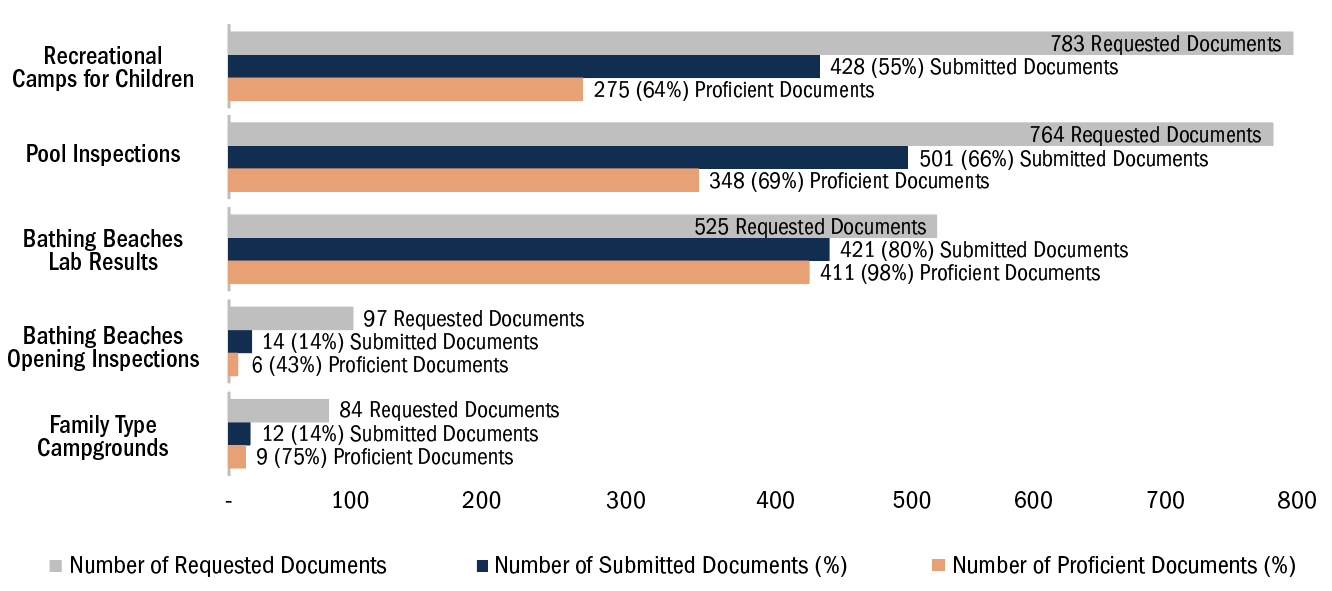 Recreational
Camps for Children
783 Requested Documents
428 (55%) Submitted Documents
275 (64%) Proficient Documents
Pool Inspections
764 Requested Documents
501 (66%) Submitted Documents
348 (69%) Proficient Documents
Bathing Beaches
Lab Results
525 Requested Documents
421 (80%) Submitted Documents
411 (98%) Proficient Documents
Bathing Beaches
Opening Inspections
97 Requested Documents
14 (14%) Submitted Documents
6 (43%) Proficient Documents
Family Type
Campgrounds
84 Requested Documents
12 (14%) Submitted Documents
9 (75%) Proficient Documents
- 100 200 300 400 500 600 700 800
Number of Requested Documents Number of Submitted Documents (%) Number of Proficient Documents (%)